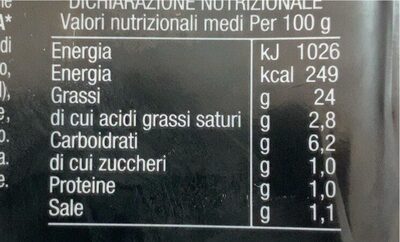 DICHIARAZIONE NUTRIZIONALE
Valori nutrizionali medi Per 100 g
Energia kJ 1026
Energia kcal 249
Grassi g 24
di cui acidi grassi saturi g 2,8
Carboidrati g 6,2
di cui zuccheri g 1,0
Proteine g 1,0
Sale g 1,1